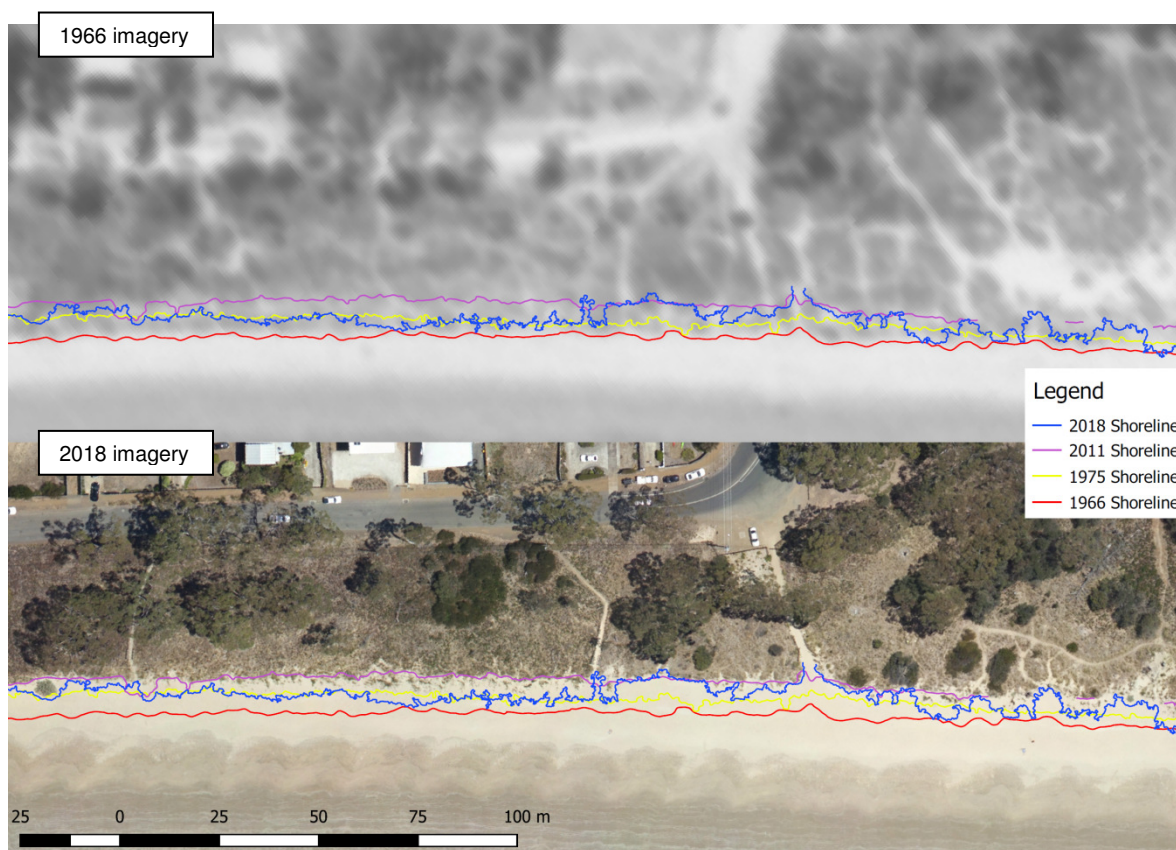 1966 imagery
Legend
2018 Shoreline
2011 Shoreline
1975 Shoreline
1966 Shoreline
2018 imagery
25 0 25 50 75 100 m